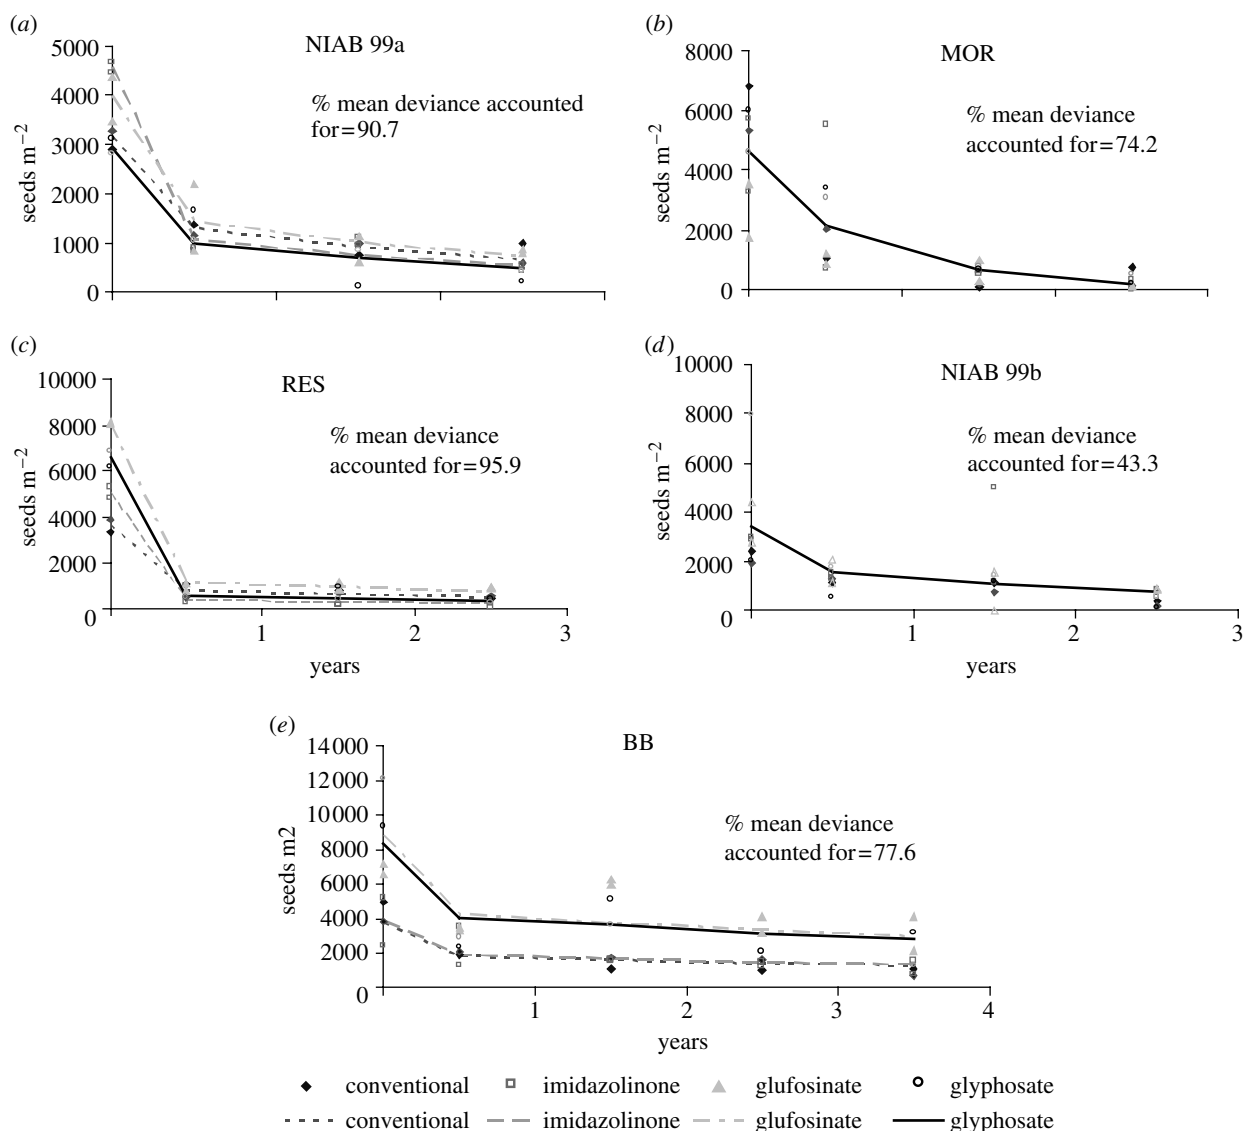 (a)
NIAB 99a
% mean deviance accounted
for=90.7
5000
4000
3000
2000
1000
0
seeds m−2
(b)
MOR
% mean deviance
accounted for=74.2
8000
6000
4000
2000
0
seeds m−2
(c)
RES
% mean deviance
accounted for=95.9
10000
8000
6000
4000
2000
0
seeds m−2
1 2 3
years
(d)
NIAB 99b
% mean deviance
accounted for=43.3
10000
8000
6000
4000
2000
0
seeds m−2
1 2 3
years
(e)
BB
% mean deviance
accounted for=77.6
14000
12000
10000
8000
6000
4000
2000
0
seeds m2
1 2 3 4
years
conventional imidazolinone glufosinate glyphosate
conventional imidazolinone glufosinate glyphosate